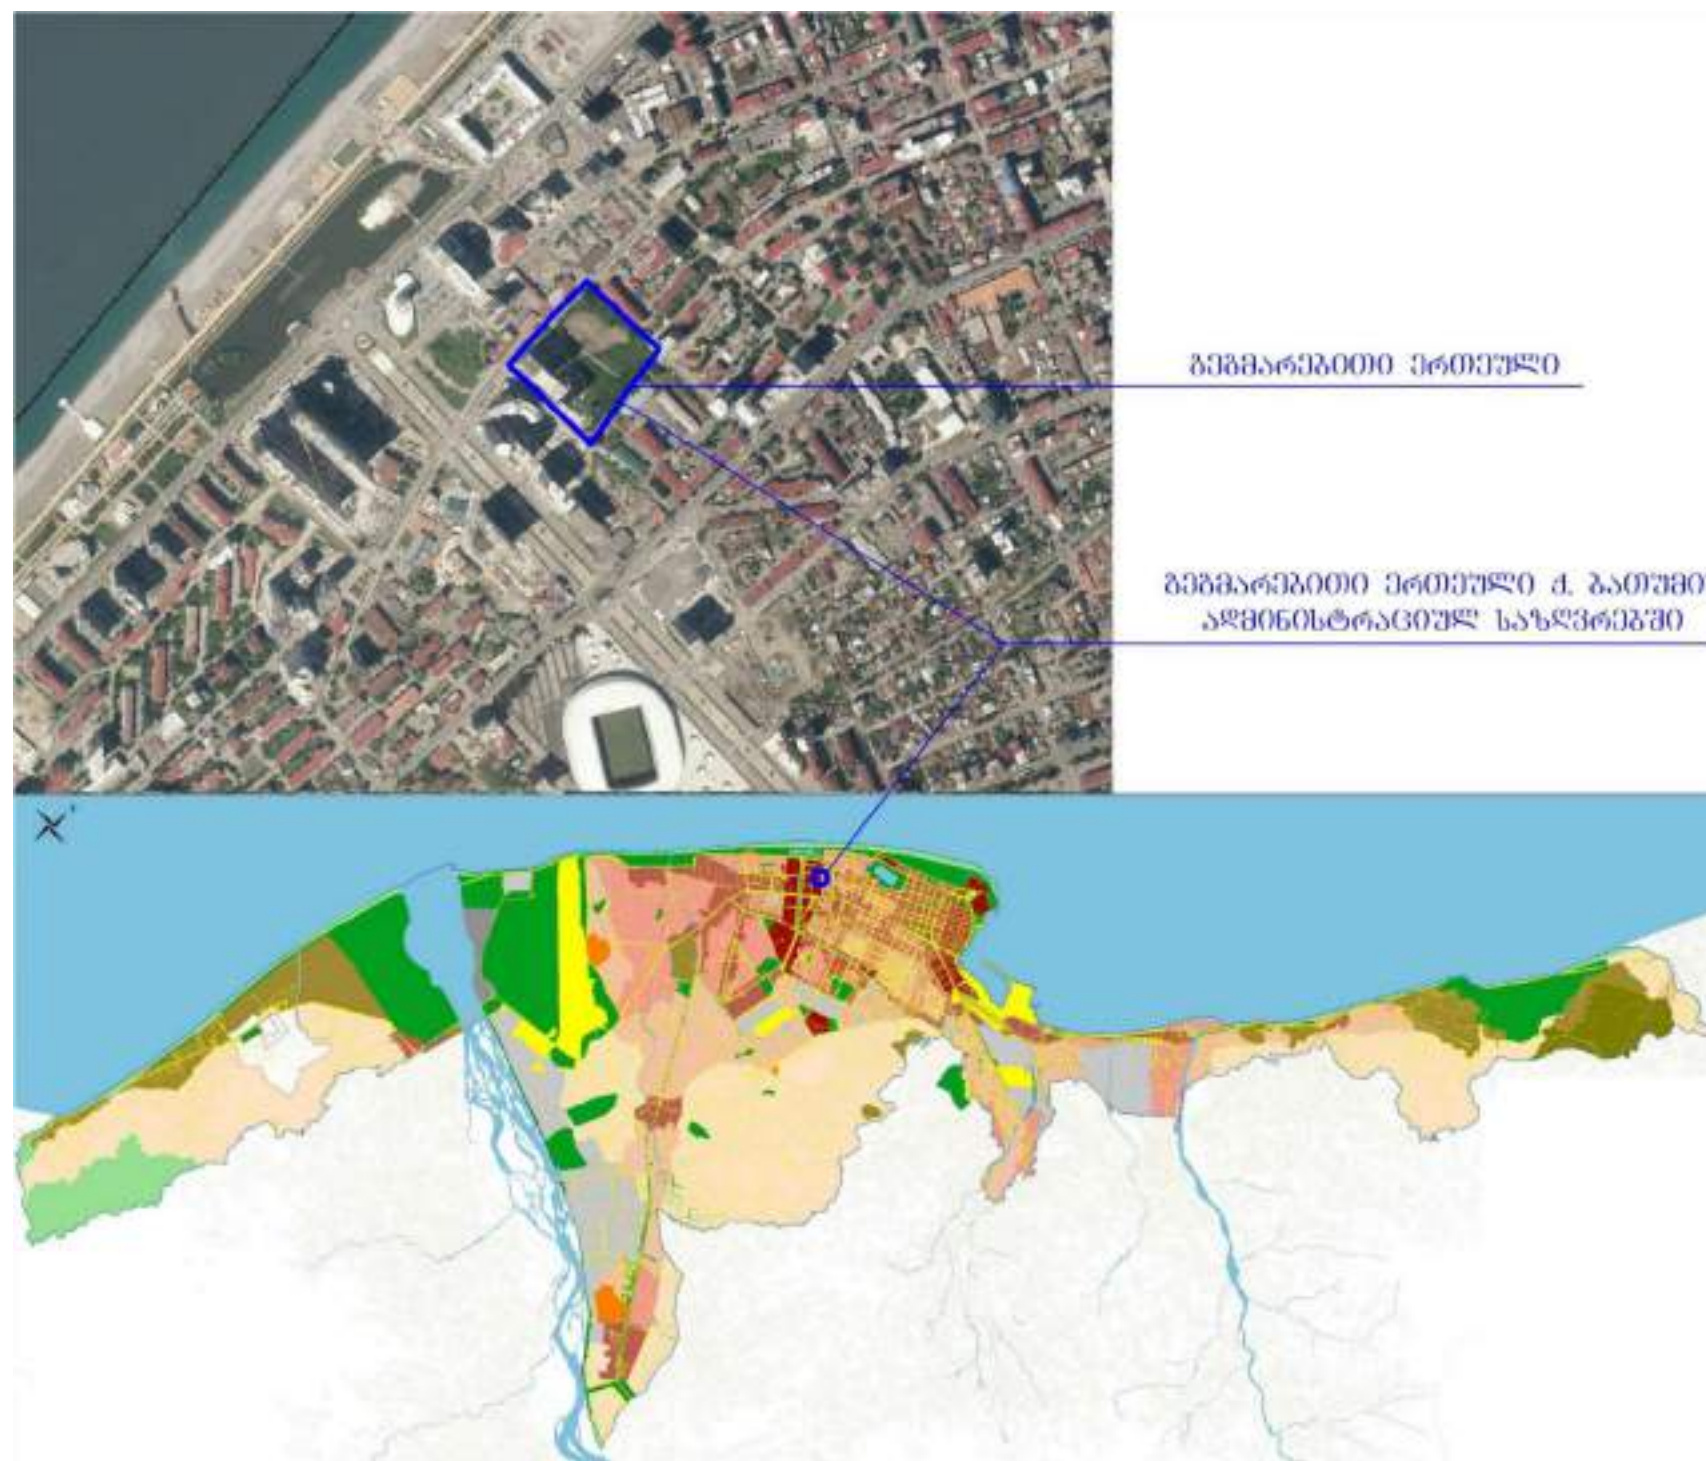 გეგმარებითი ერთეული
გეგმარებითი ერთეული ქ. ბათუმი
ადმინისტრაციულ საზღვრებში